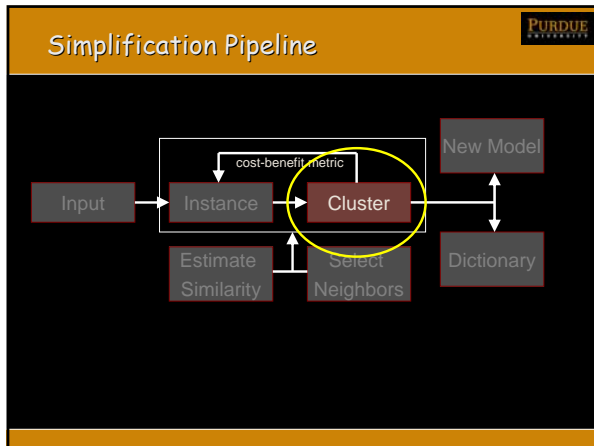 Simplification Pipeline
PURDUE
UNIVERSITY
cost-benefit metric
New Model
Input
Instance
Cluster
Estimate
Similarity
Select
Neighbors
Dictionary